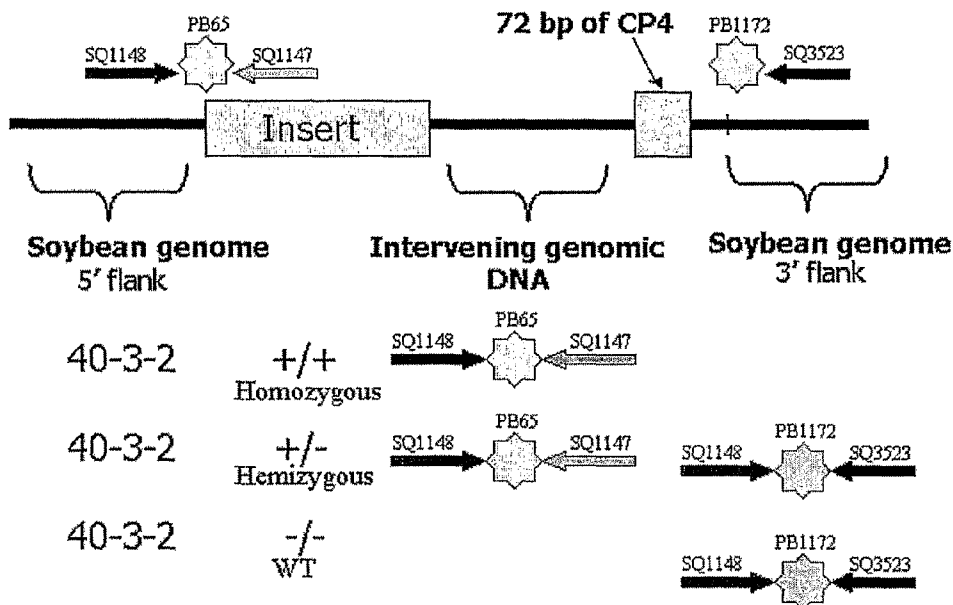 PB65
72 bp of CP4
PB1172
SQ1148
SQ1147
SQ3523
Insert
Soybean genome
5' flank
Intervening genomic
DNA
Soybean genome
3' flank
40-3-2
+/+
Homozygous
SQ1148
PB65
SQ1147
40-3-2
+/-
Hemizygous
SQ1148
PB65
SQ1147
SQ1148
PB1172
SQ3523
40-3-2
-/-
WT
SQ1148
PB1172
SQ3523